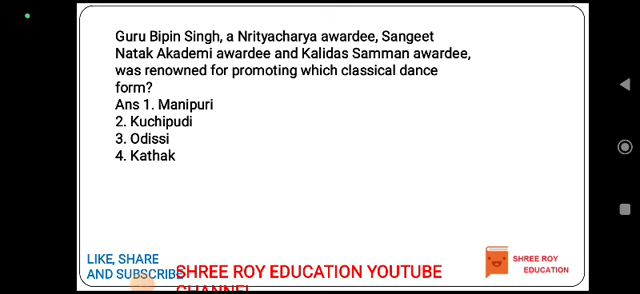 Guru Bipin Singh, a Nrityacharya awardee, Sangeet
Natak Akademi awardee and Kalidas Samman awardee,
was renowned for promoting which classical dance
form?
Ans 1. Manipuri
2. Kuchipudi
3. Odissi
4. Kathak
LIKE, SHARE
AND SUBSCRIBE
SHREE ROY EDUCATION YOUTUBE
CHANNEL
SHREE ROY
EDUCATION